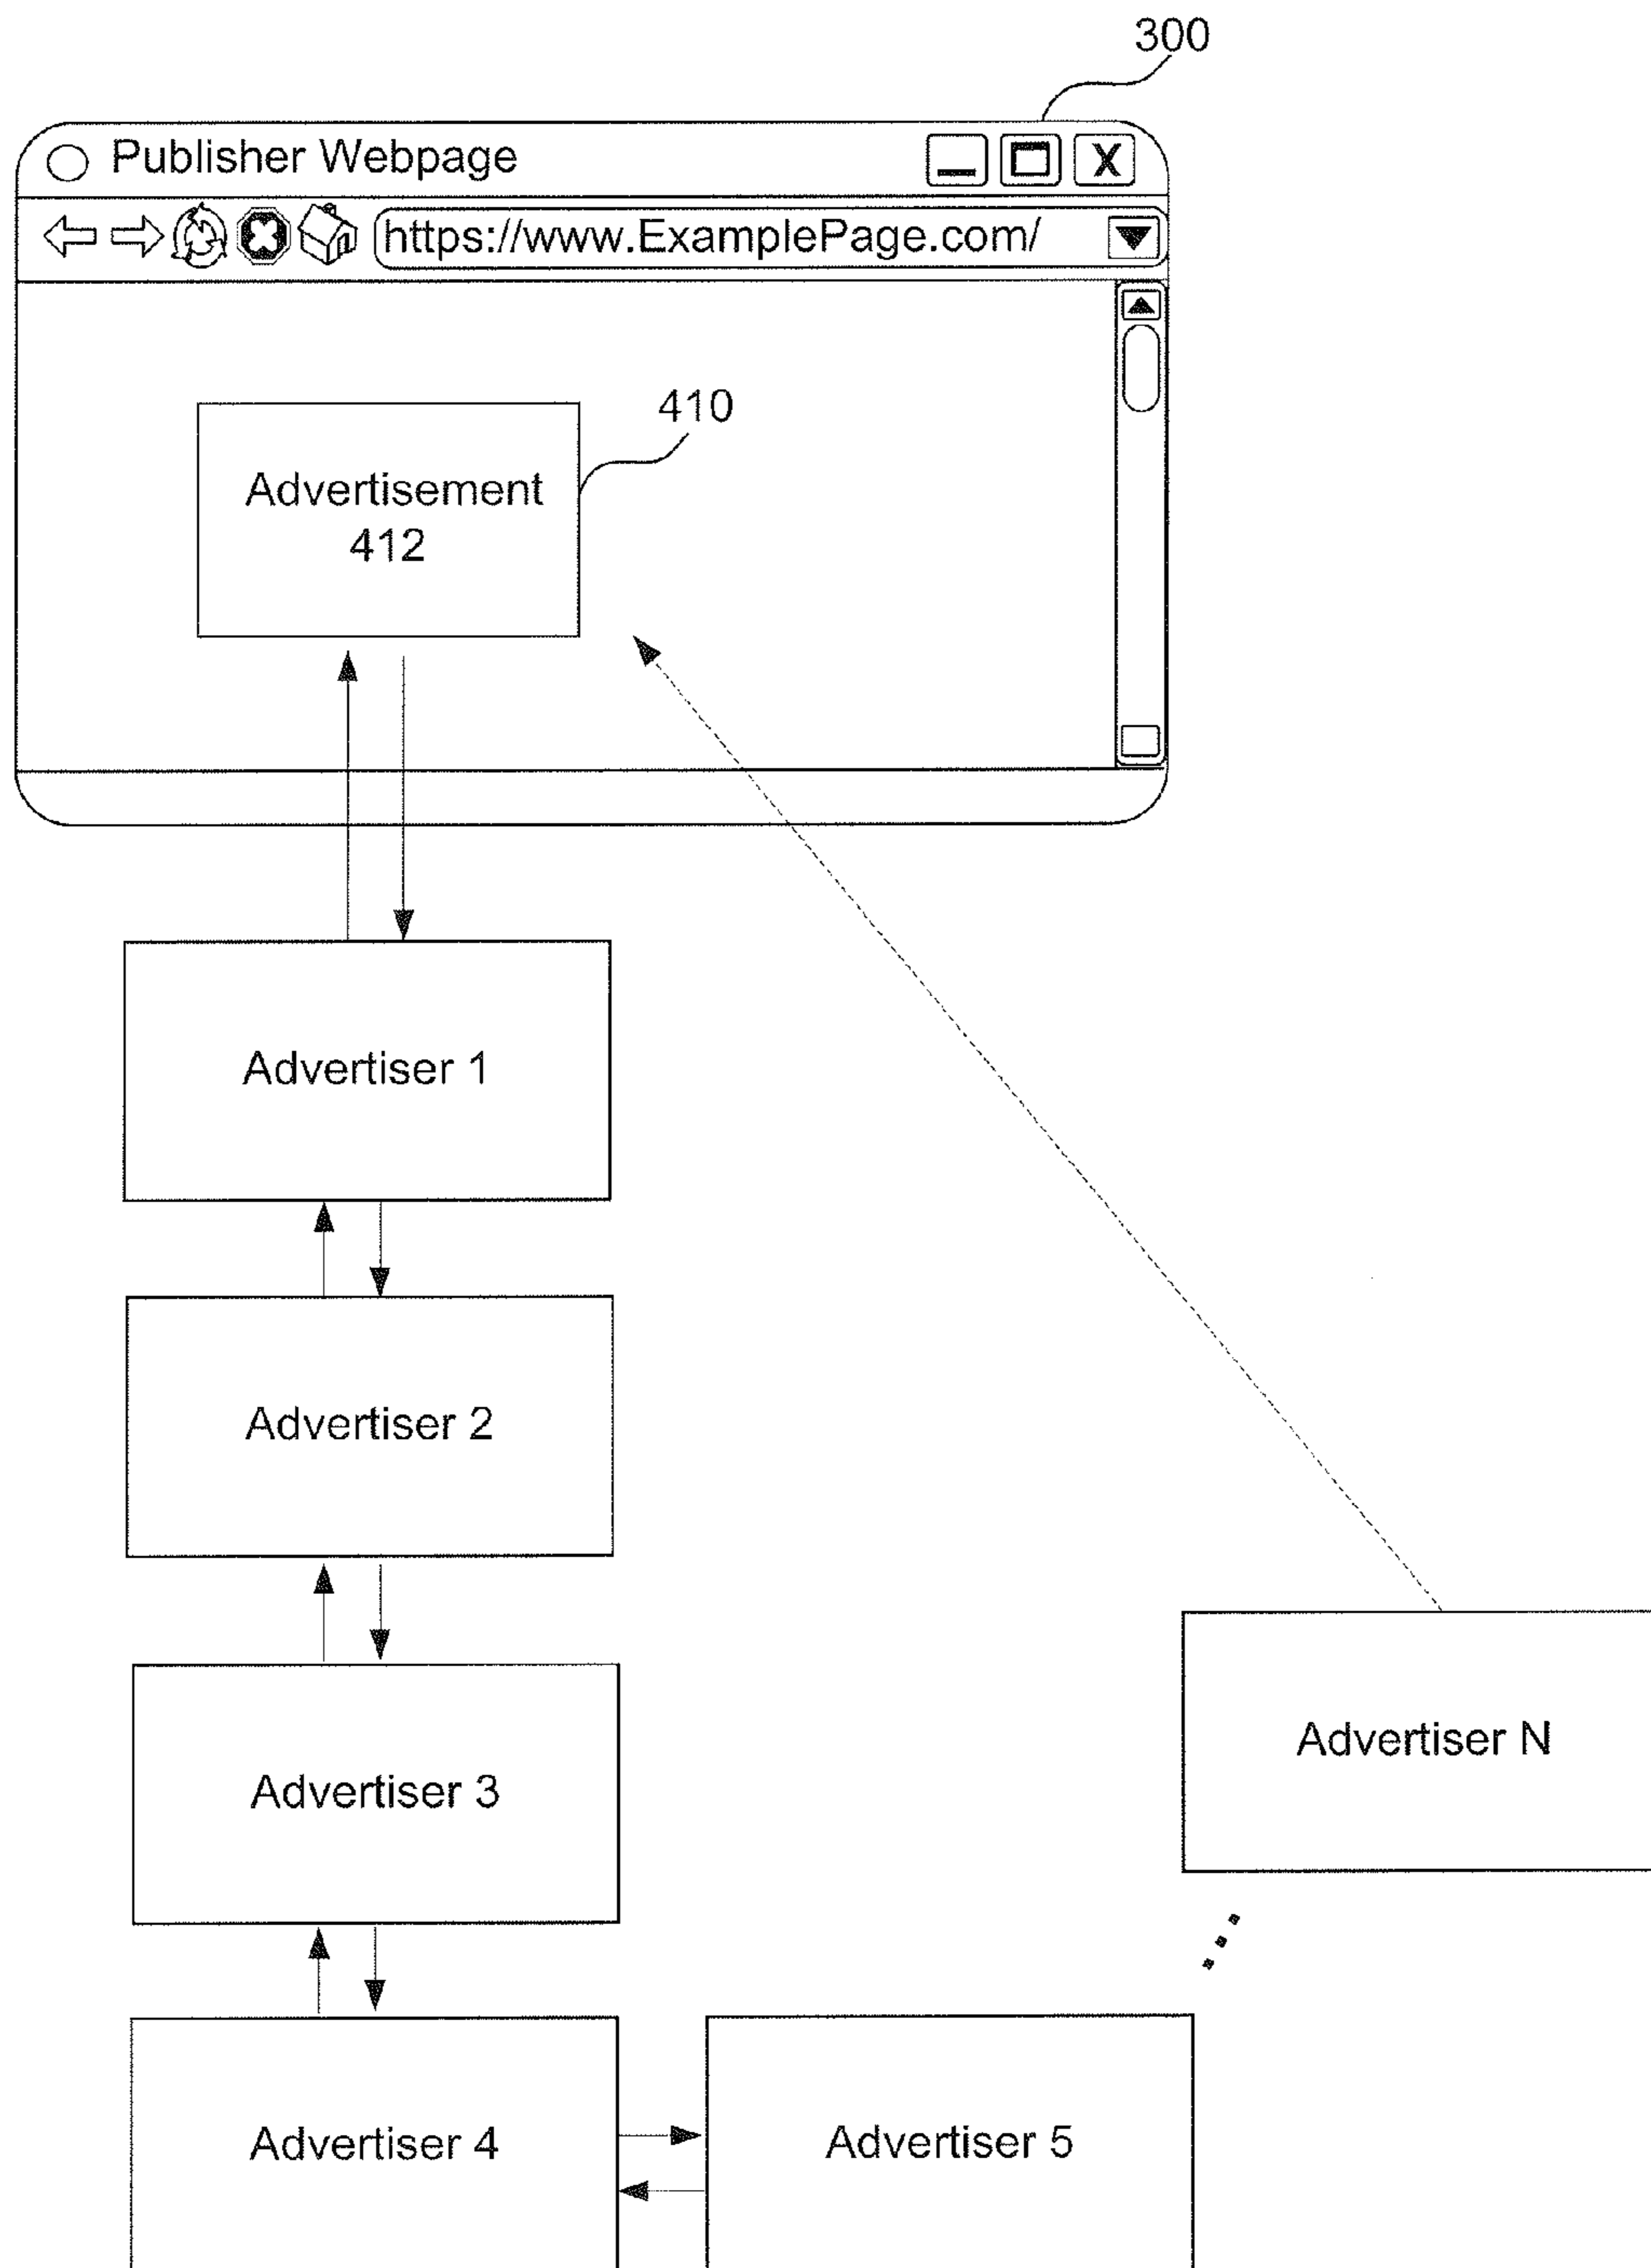 300
Publisher Webpage
X
https://www.ExamplePage.com/
410
Advertisement
412
Advertiser 1
Advertiser 2
Advertiser 3
Advertiser N
Advertiser 4
Advertiser 5